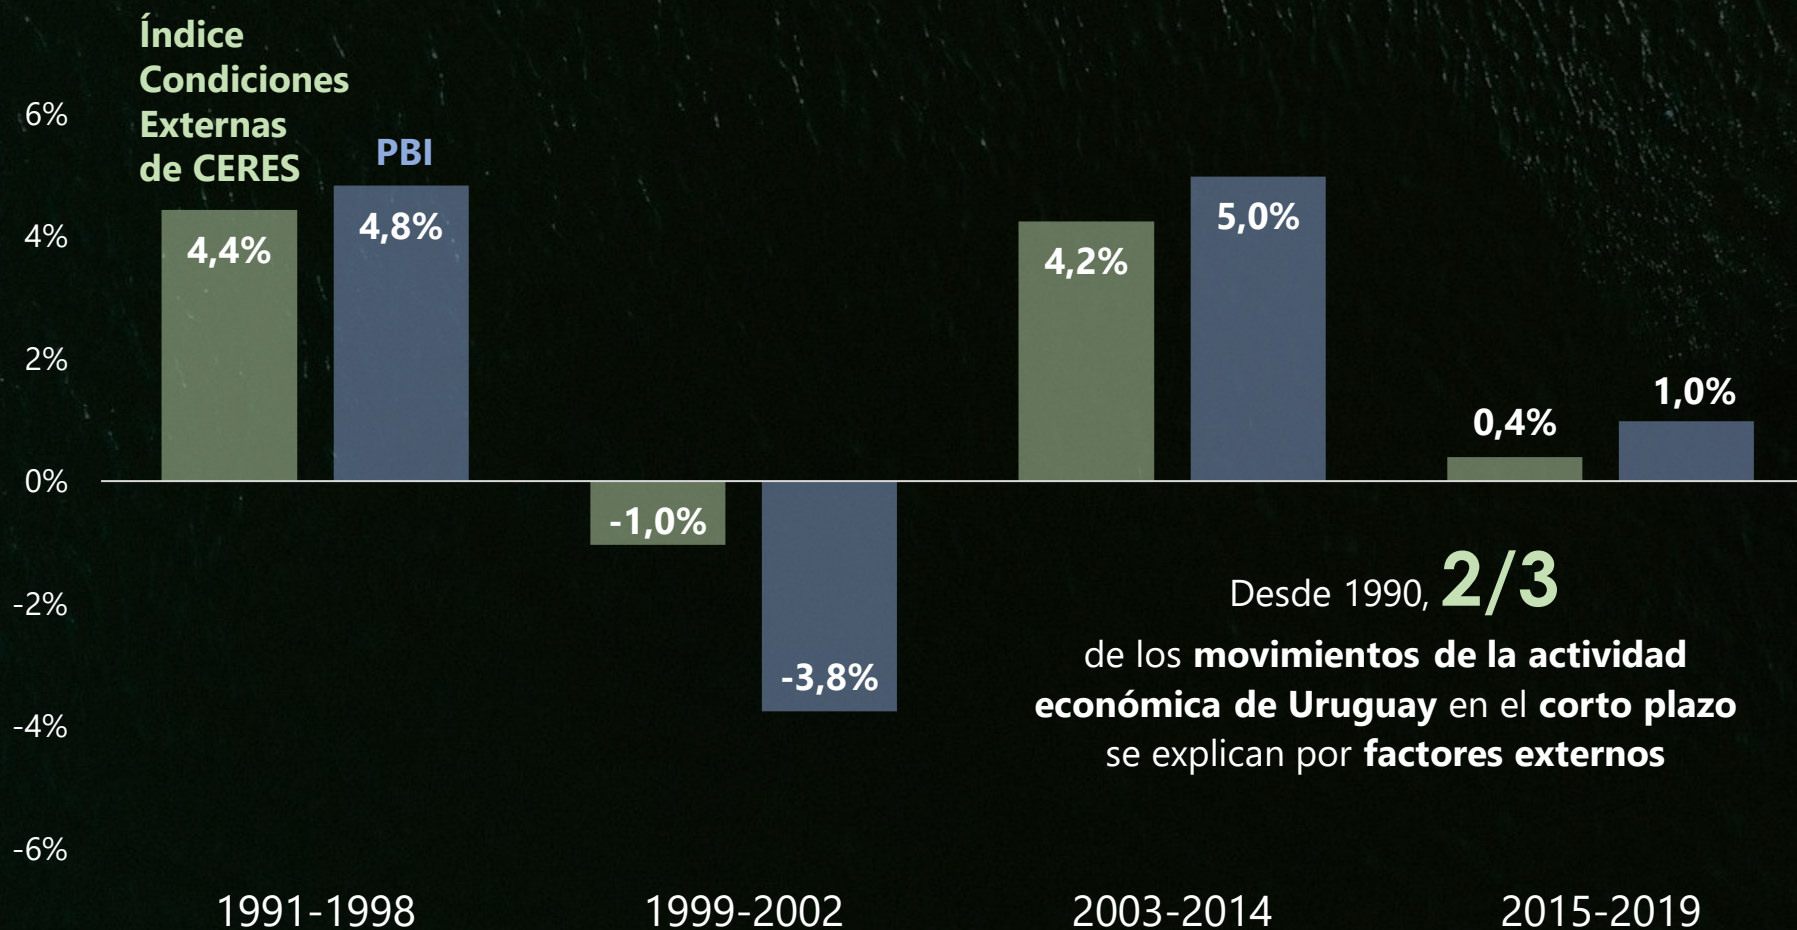 Índice
Condiciones
Externas
de CERES
PBI
6%
4%
2%
0%
-2%
-4%
-6%
4,4%
4,8%
-1,0%
-3,8%
4,2%
5,0%
0,4%
1,0%
Desde 1990, 2/3
de los movimientos de la actividad
económica de Uruguay en el corto plazo
se explican por factores externos
1991-1998
1999-2002
2003-2014
2015-2019